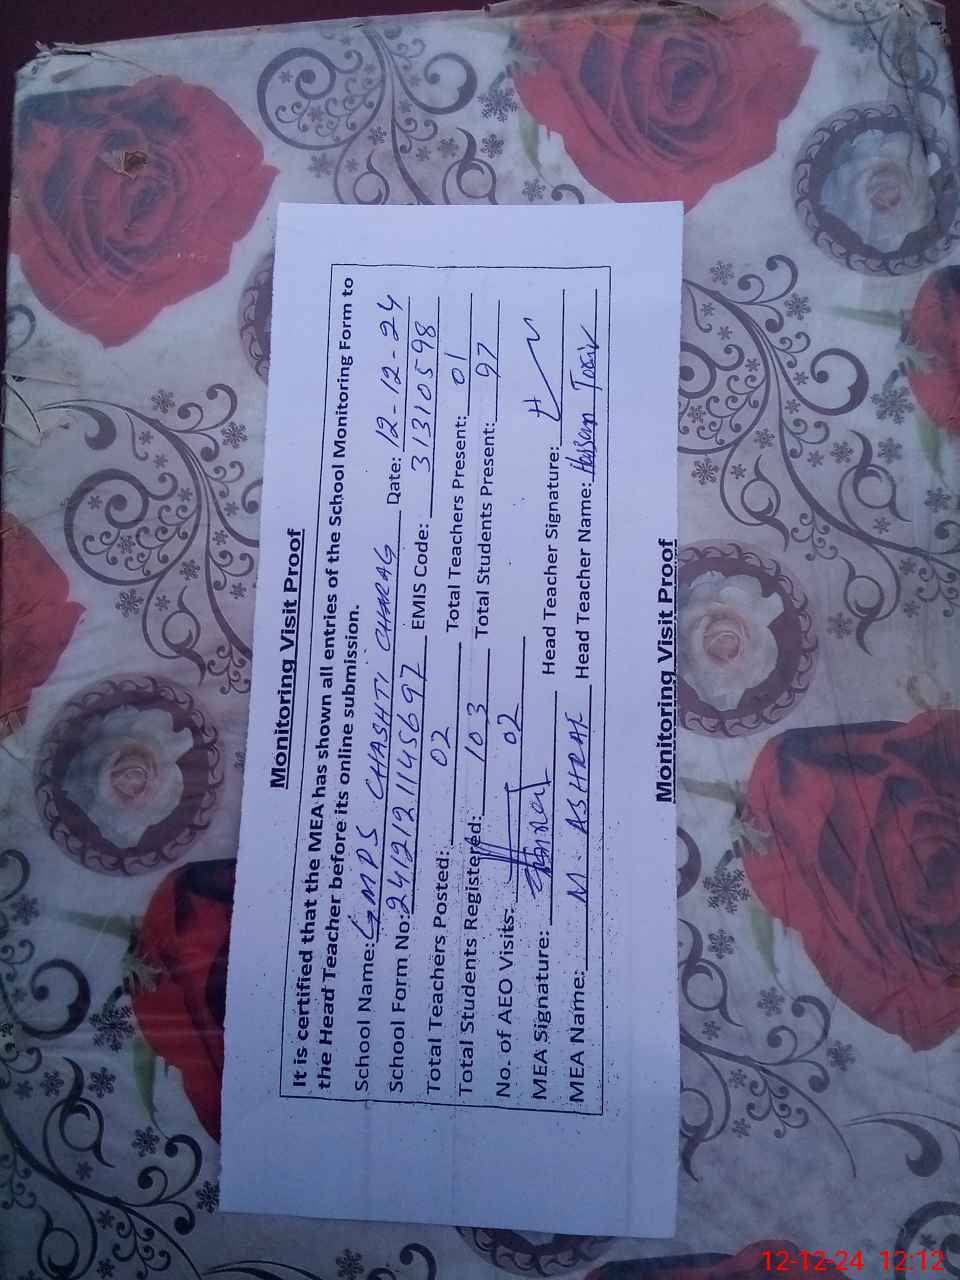 Monitoring Visit Proof
It is certified that the MEA has shown all entries of the School Monitoring Form to
the Head Teacher before its online submission.
School Name: GMPS CHASHTI CHARAG Date: 12-12-24
School Form No: 24121211145697 EMIS Code: 31310598
Total Teachers Posted: 02 Total Teachers Present: 01
Total Students Registered: 103 Total Students Present: 97
No. of AEO Visits: 02
MEA Signature: Head Teacher Signature:
MEA Name: M. ASHRAF Head Teacher Name: Hassan
Monitoring Visit Proof
12-12-24 12:12